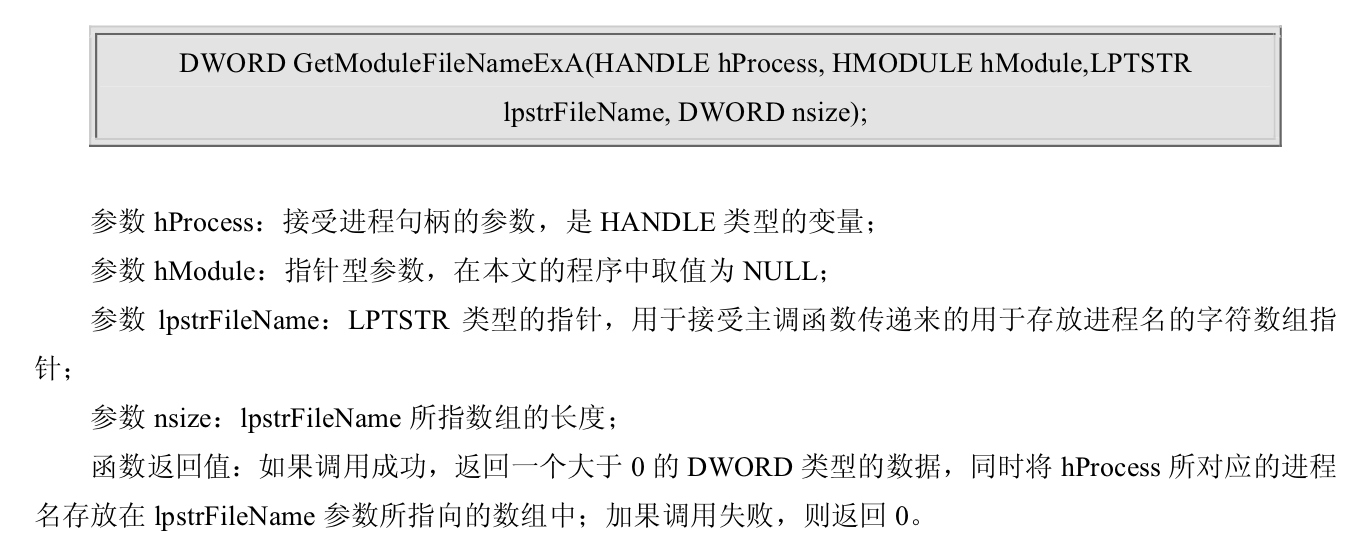 DWORD GetModuleFileNameExA(HANDLE hProcess, HMODULE hModule,LPTSTR
lpstrFileName, DWORD nsize);
参数 hProcess：接受进程句柄的参数，是 HANDLE 类型的变量；
参数 hModule：指针型参数，在本文的程序中取值为 NULL；
参数 lpstrFileName：LPTSTR 类型的指针，用于接受主调函数传递来的用于存放进程名的字符数组指
针；
参数 nsize：lpstrFileName 所指数组的长度；
函数返回值：如果调用成功，返回一个大于 0 的 DWORD 类型的数据，同时将 hProcess 所对应的进程
名存放在 lpstrFileName 参数所指向的数组中；如果调用失败，则返回 0。